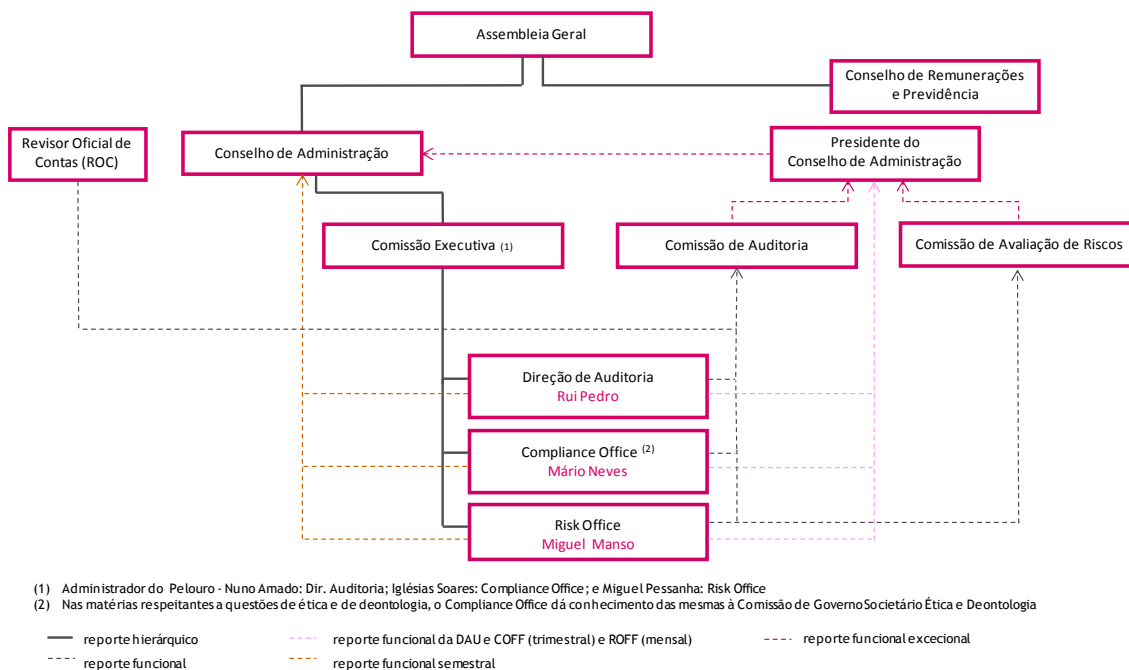 Assembleia Geral
Conselho de Remunerações
e Previdência
Revisor Oficial de
Contas (ROC)
Conselho de Administração
Presidente do
Conselho de Administração
Comissão Executiva (1)
Comissão de Auditoria
Comissão de Avaliação de Riscos
Direção de Auditoria
Rui Pedro
Compliance Office (2)
Mário Neves
Risk Office
Miguel Manso
(1) Administrador do Pelouro - Nuno Amado: Dir. Auditoria; Iglésias Soares: Compliance Office; e Miguel Pessanha: Risk Office
(2) Nas matérias respeitantes a questões de ética e de deontologia, o Compliance Office dá conhecimento das mesmas à Comissão de Governo Societário Ética e Deontologia
reporte hierárquico
reporte funcional da DAU e COFF (trimestral) e ROFF (mensal)
reporte funcional excecional
reporte funcional
reporte funcional semestral